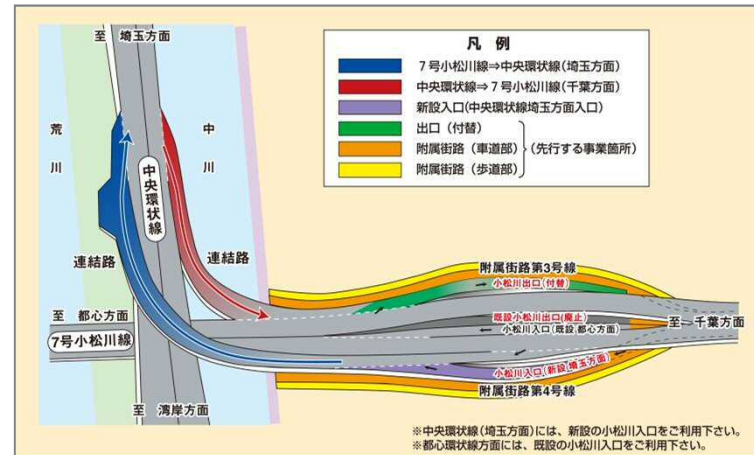 至 埼玉方面
荒川
中川
中央環状線
連結路
連結路
至 都心方面
7号小松川線
至 湾岸方面
凡 例
7号小松川線⇒中央環状線(埼玉方面)
中央環状線⇒7号小松川線(千葉方面)
新設入口(中央環状線埼玉方面入口)
出口(付替)
附属街路(車道部)
附属街路(歩道部)
(先行する事業箇所)
附属街路第3号線
小松川出口(付替)
既設小松川出口(廃止)
小松川入口(既設 都心方面)
至 千葉方面
小松川入口(新設 埼玉方面)
附属街路第4号線
※中央環状線(埼玉方面)には、新設の小松川入口をご利用下さい。
※都心環状線方面には、既設の小松川入口をご利用下さい。